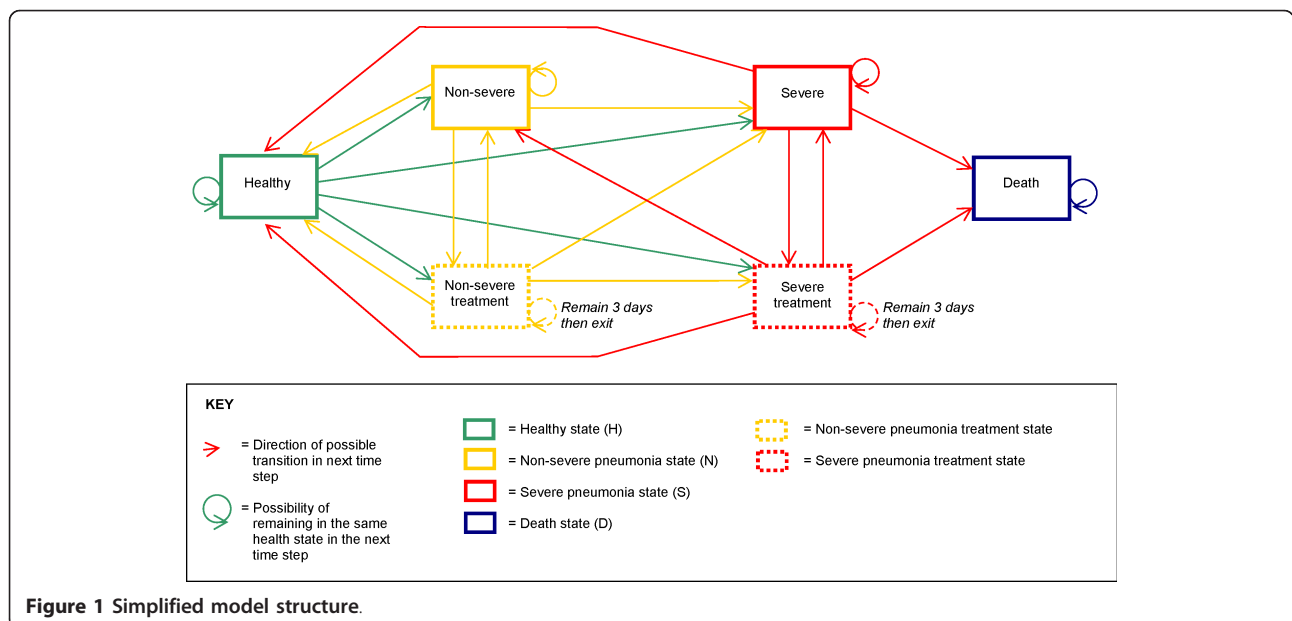 Non-severe
Severe
Healthy
Death
Non-severe
treatment
Remain 3 days
then exit
Severe
treatment
Remain 3 days
then exit
KEY
= Direction of possible
transition in next time
step
= Possibility of
remaining in the same
health state in the next
time step
= Healthy state (H)
= Non-severe pneumonia state (N)
= Severe pneumonia state (S)
= Death state (D)
= Non-severe pneumonia treatment state
= Severe pneumonia treatment state
Figure 1 Simplified model structure.